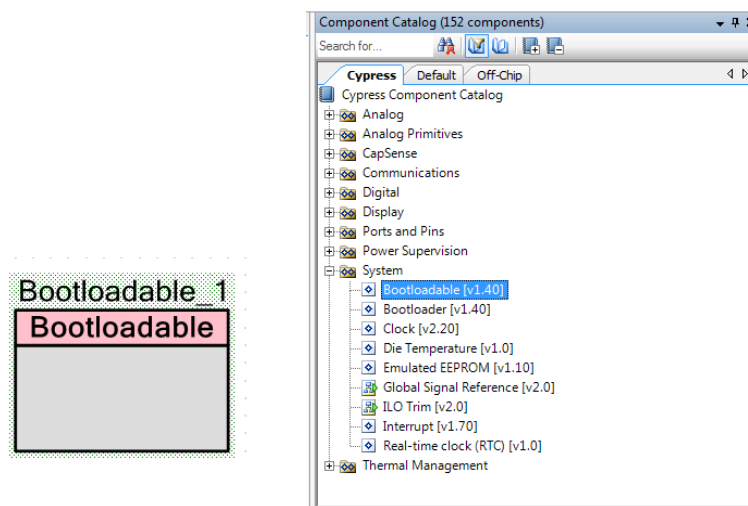 Component Catalog (152 components)
Search for...
Cypress Default Off-Chip
Cypress Component Catalog
Analog
Analog Primitives
CapSense
Communications
Digital
Display
Ports and Pins
Power Supervision
System
Bootloadable [v1.40]
Bootloader [v1.40]
Clock [v2.20]
Die Temperature [v1.0]
Emulated EEPROM [v1.10]
Global Signal Reference [v2.0]
ILO Trim [v2.0]
Interrupt [v1.70]
Real-time clock (RTC) [v1.0]
Thermal Management
Bootloadable_1
Bootloadable